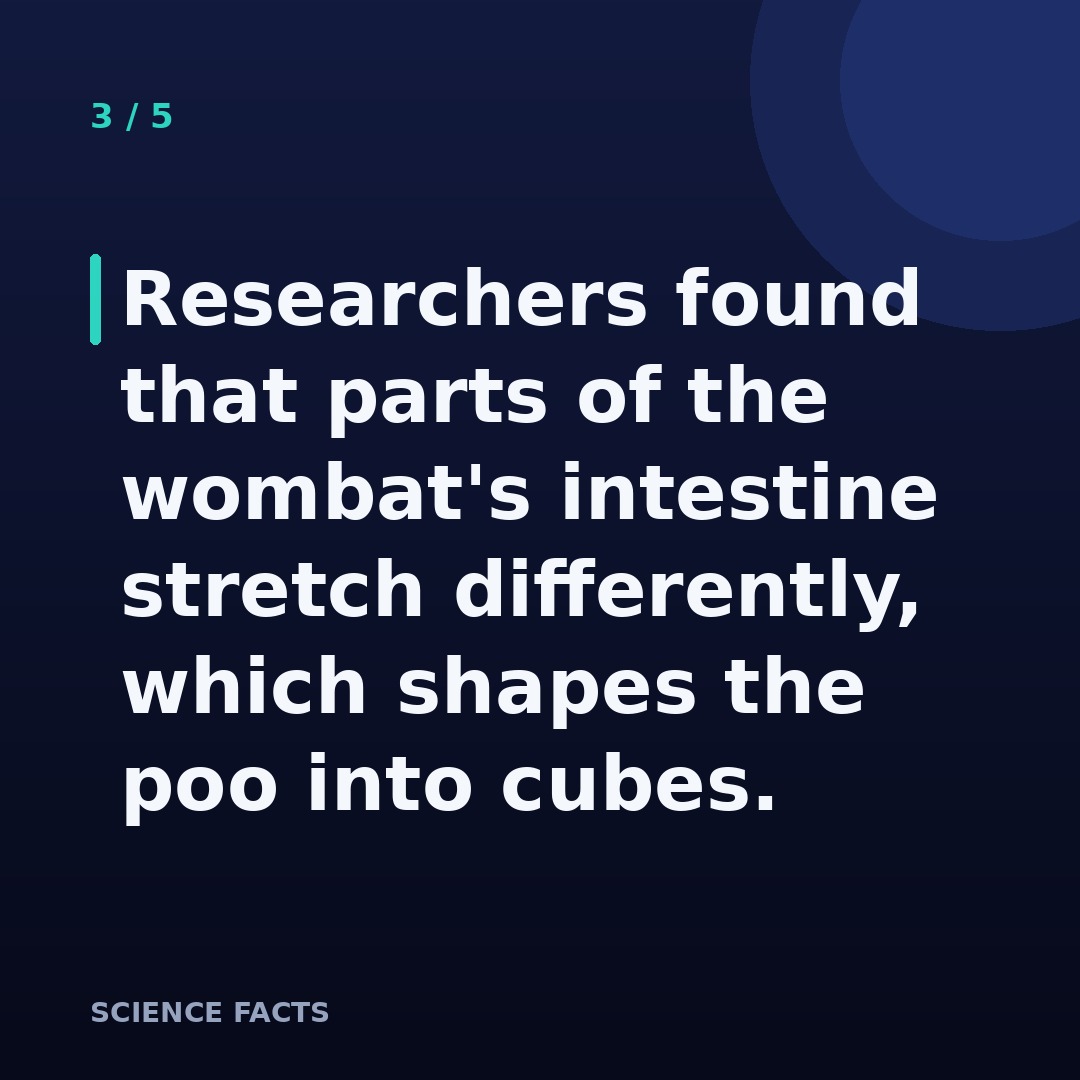 3 / 5
Researchers found
that parts of the
wombat's intestine
stretch differently,
which shapes the
poo into cubes.
SCIENCE FACTS